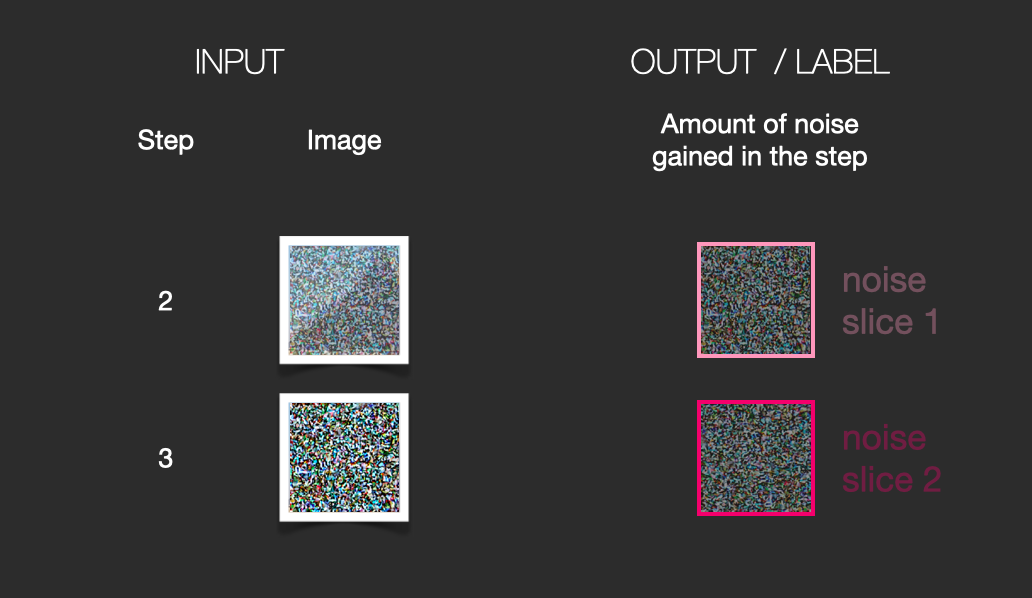 INPUT
OUTPUT / LABEL
Step
Image
Amount of noise
gained in the step
2
noise
slice 1
3
noise
slice 2